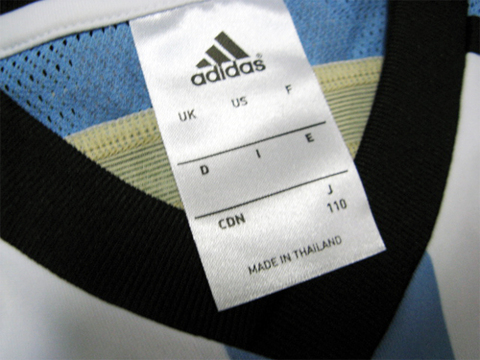 adidas
UK US F
D I E
CDN J
110
MADE IN THAILAND